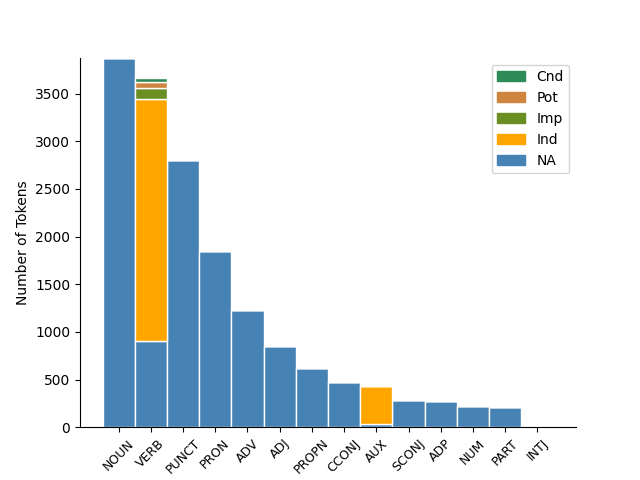 Cnd
Pot
Imp
Ind
NA
Number of Tokens
3500
3000
2500
2000
1500
1000
500
0
NOUN
VERB
PUNCT
PRON
ADV
ADJ
PROPN
CCONJ
AUX
SCONJ
ADP
NUM
PART
INTJ